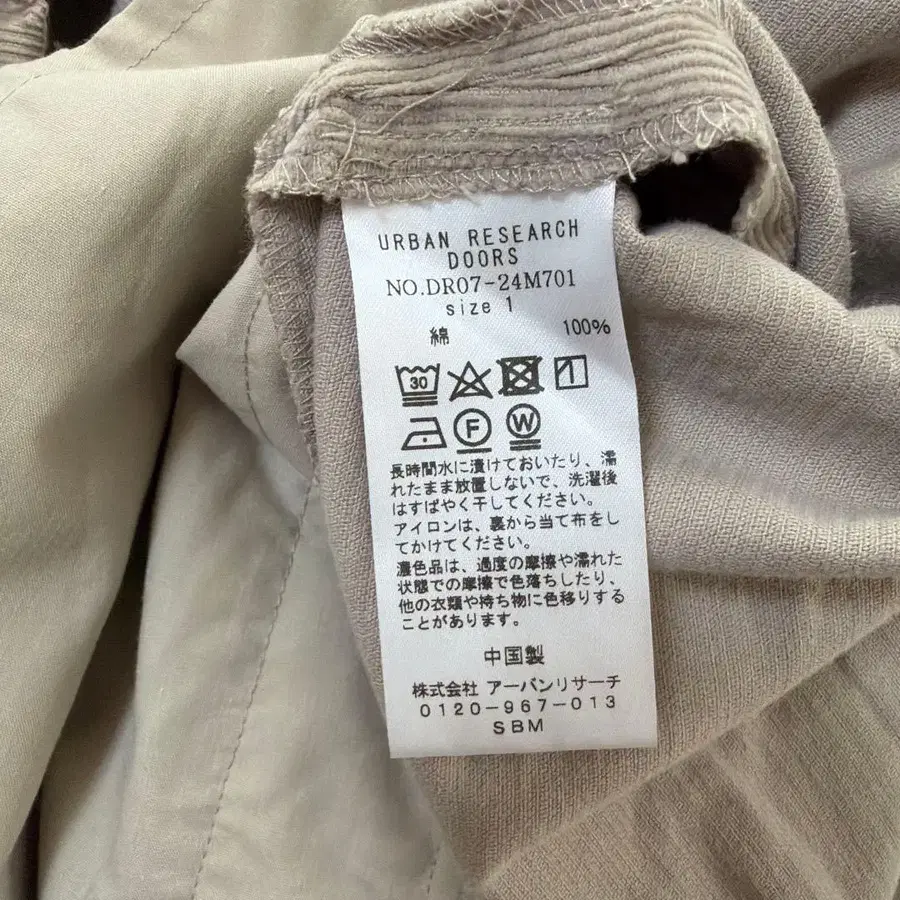 URBAN RESEARCH
DOORS
NO.DR07-24M701
size 1
綿 100%
30
F W
長時間水に漬けておいたり、濡
れたまま放置しないで、洗濯後
はすばやく干してください。
アイロンは、裏から当て布をし
てかけてください。
濃色品は、過度の摩擦や濡れた
状態での摩擦で色落ちしたり、
他の衣類や持ち物に色移りする
ことがあります。
中国製
株式会社 アーバンリサーチ
0120-967-013
SBM